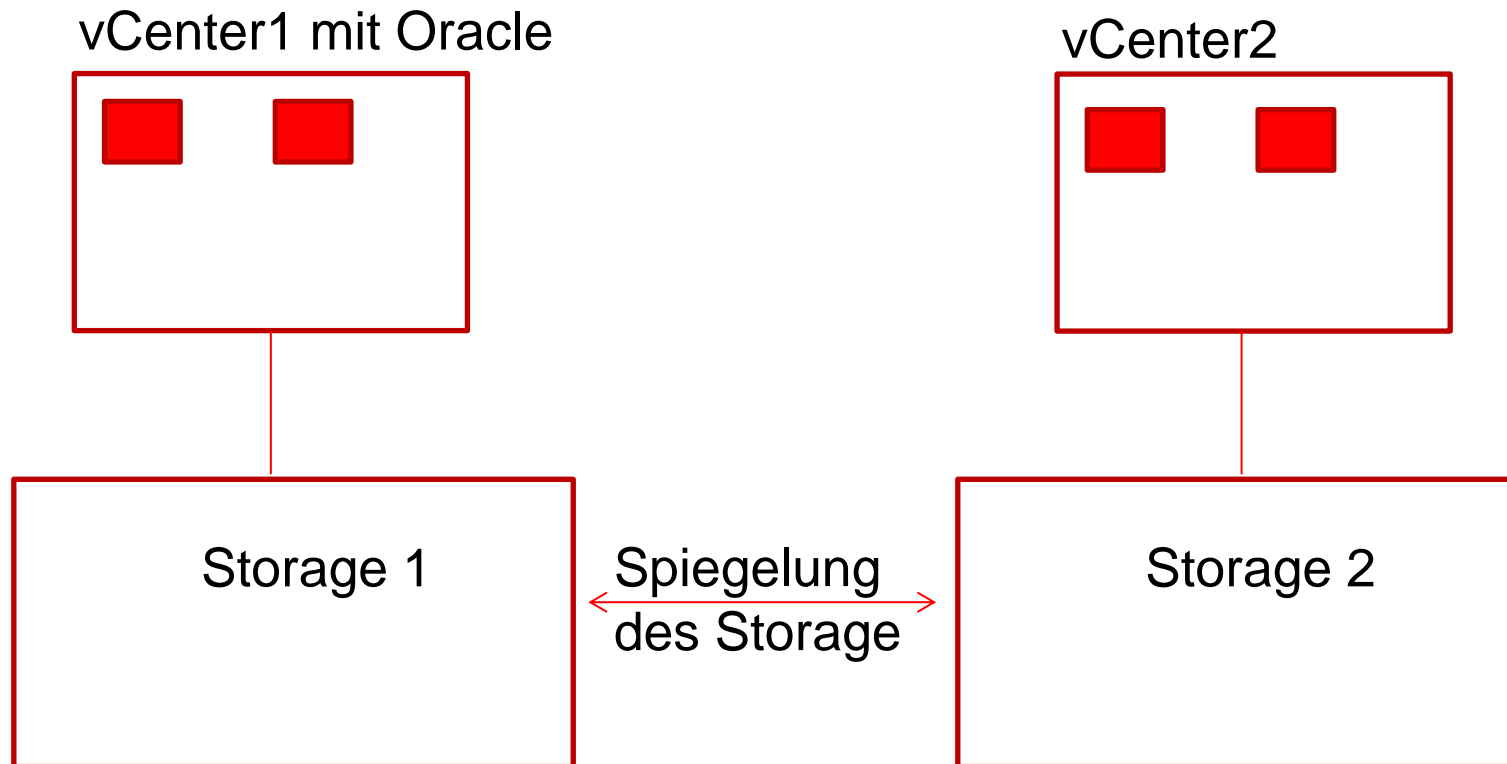 vCenter1 mit Oracle
vCenter2
Storage 1
Spiegelung
des Storage
Storage 2